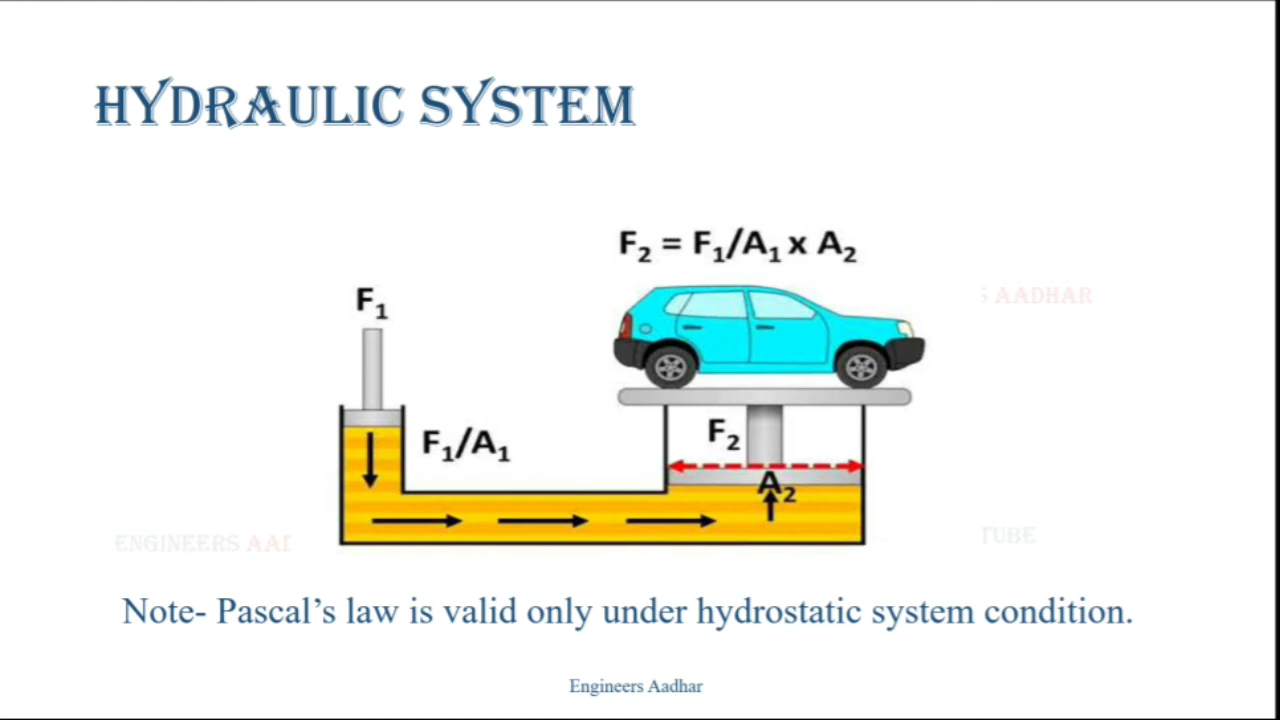 HYDRAULIC SYSTEM
F₂ = F₁/A₁ x A₂
F₁
S AADHAR
F₂
F₁/A₁
A₂
ENGINEERS AAD
TUBE
Note- Pascal’s law is valid only under hydrostatic system condition.
Engineers Aadhar